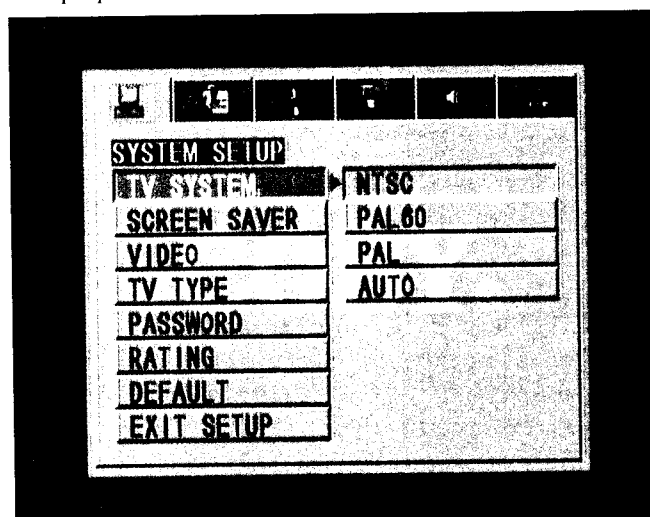 SYSTEM SETUP
TV SYSTEM NTSC
SCREEN SAVER PAL60
VIDEO PAL
TV TYPE AUTO
PASSWORD
RATING
DEFAULT
EXIT SETUP